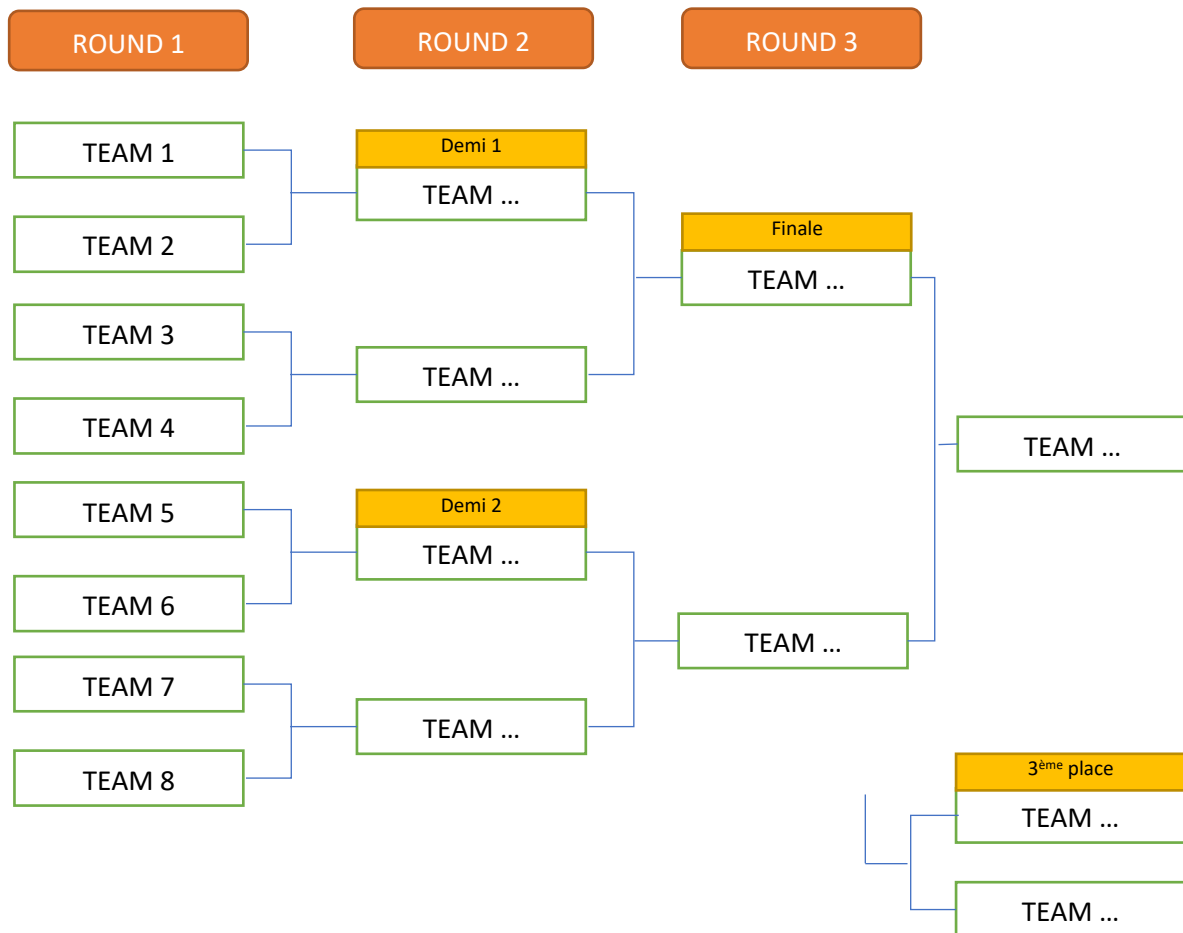 ROUND 1
ROUND 2
ROUND 3
TEAM 1
TEAM 2
TEAM 3
TEAM 4
TEAM 5
TEAM 6
TEAM 7
TEAM 8
Demi 1
TEAM …
TEAM …
Demi 2
TEAM …
TEAM …
Finale
TEAM …
TEAM …
TEAM …
3ème place
TEAM …
TEAM …